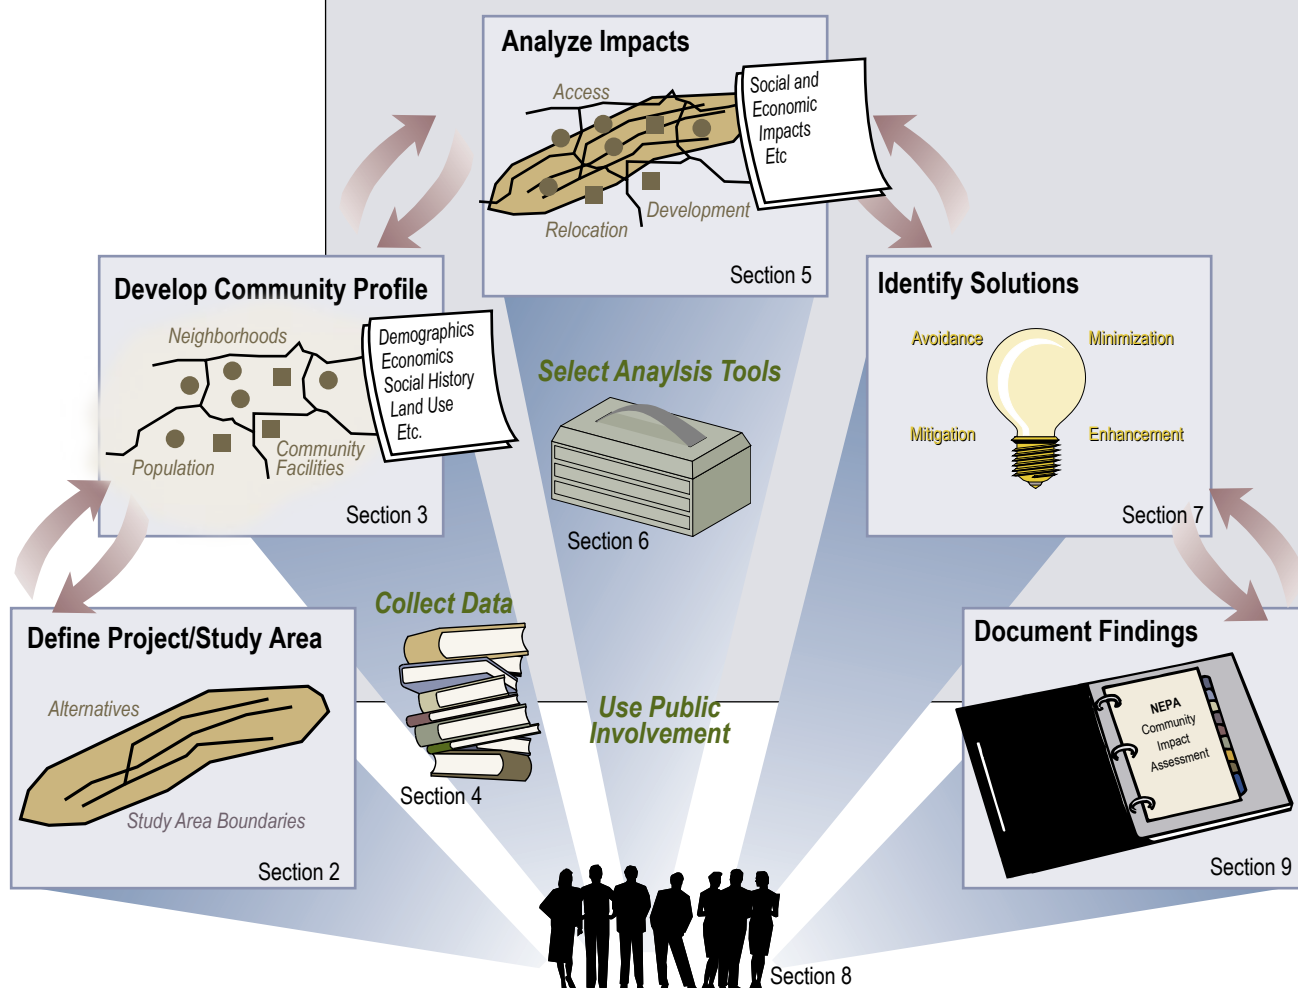 Analyze Impacts
Access
Social and
Economic
Impacts
Etc
Development
Relocation
Section 5
Develop Community Profile
Neighborhoods
Demographics
Economics
Social History
Land Use
Etc.
Community
Facilities
Population
Section 3
Select Anaylsis Tools
Section 6
Identify Solutions
Avoidance
Minimization
Mitigation
Enhancement
Section 7
Define Project/Study Area
Alternatives
Study Area Boundaries
Section 2
Collect Data
Section 4
Use Public
Involvement
Section 8
Document Findings
NEPA
Community
Impact
Assessment
Section 9